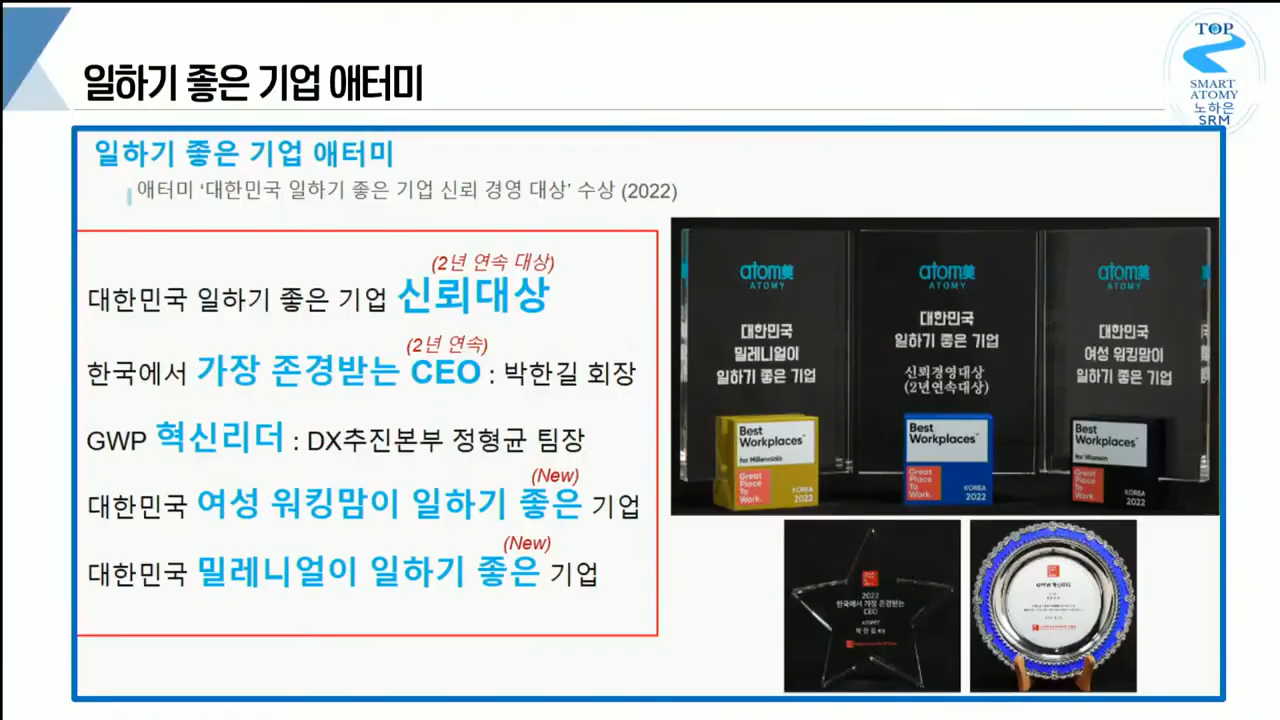 일하기 좋은 기업 애터미
TOP
SMART
ATOMY
노하은
SRM
일하기 좋은 기업 애터미
애터미 ‘대한민국 일하기 좋은 기업 신뢰 경영 대상’ 수상 (2022)
(2년 연속 대상)
대한민국 일하기 좋은 기업 신뢰대상
(2년 연속)
한국에서 가장 존경받는 CEO : 박한길 회장
GWP 혁신리더 : DX추진본부 정형균 팀장
(New)
대한민국 여성 워킹맘이 일하기 좋은 기업
(New)
대한민국 밀레니얼이 일하기 좋은 기업
atom美
ATOMY
대한민국
밀레니얼이
일하기 좋은 기업
Best
Workplaces™
for Millennials
Great
Place
To
Work.
KOREA
2022
atom美
ATOMY
대한민국
일하기 좋은 기업
신뢰경영대상
(2년연속대상)
Best
Workplaces™
Great
Place
To
Work.
KOREA
2022
atom美
ATOMY
대한민국
여성 워킹맘이
일하기 좋은 기업
Best
Workplaces™
for Women
Great
Place
To
Work.
KOREA
2022
2022
한국에서 가장 존경받는
CEO